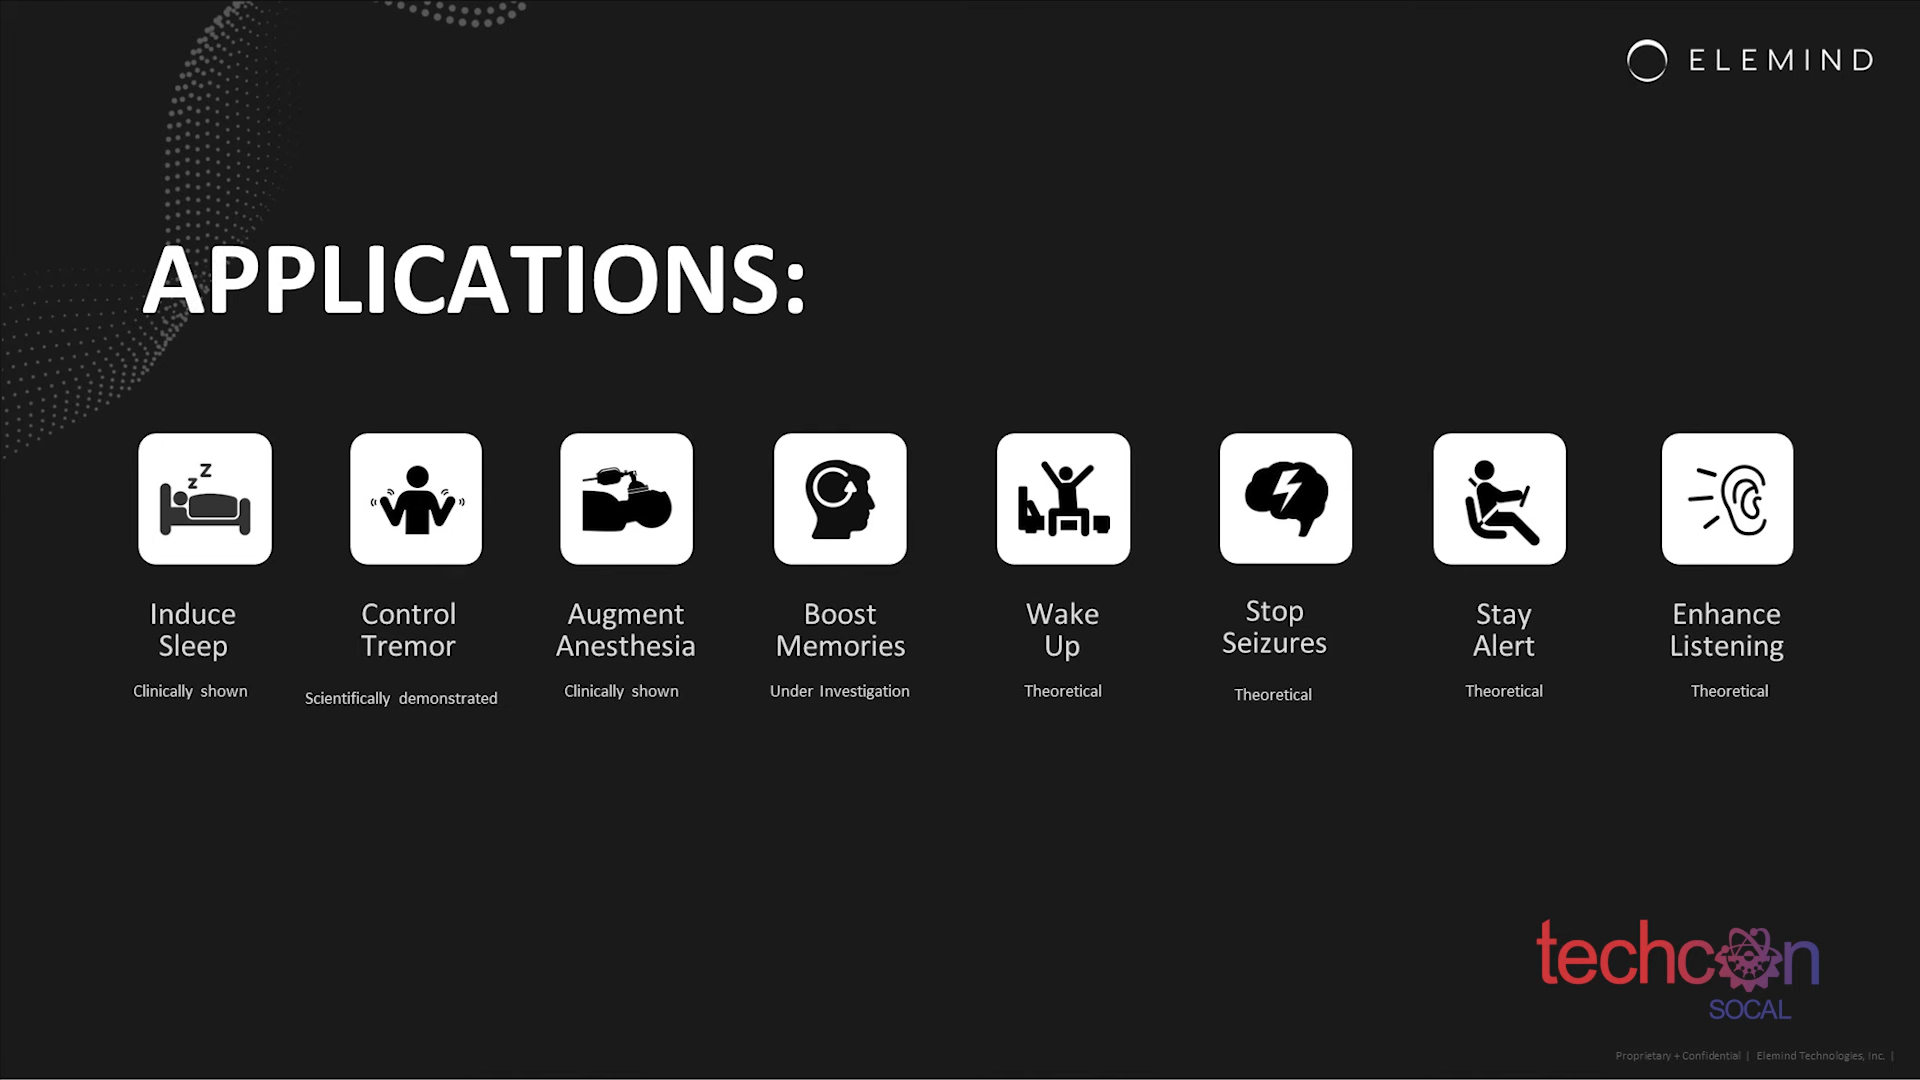 ELEMIND
APPLICATIONS:
z z
Induce
Sleep
Clinically shown
Control
Tremor
Scientifically demonstrated
Augment
Anesthesia
Clinically shown
Boost
Memories
Under Investigation
Wake
Up
Theoretical
Stop
Seizures
Theoretical
Stay
Alert
Theoretical
Enhance
Listening
Theoretical
techcon
SOCAL
Proprietary + Confidential | Elemind Technologies, Inc. |